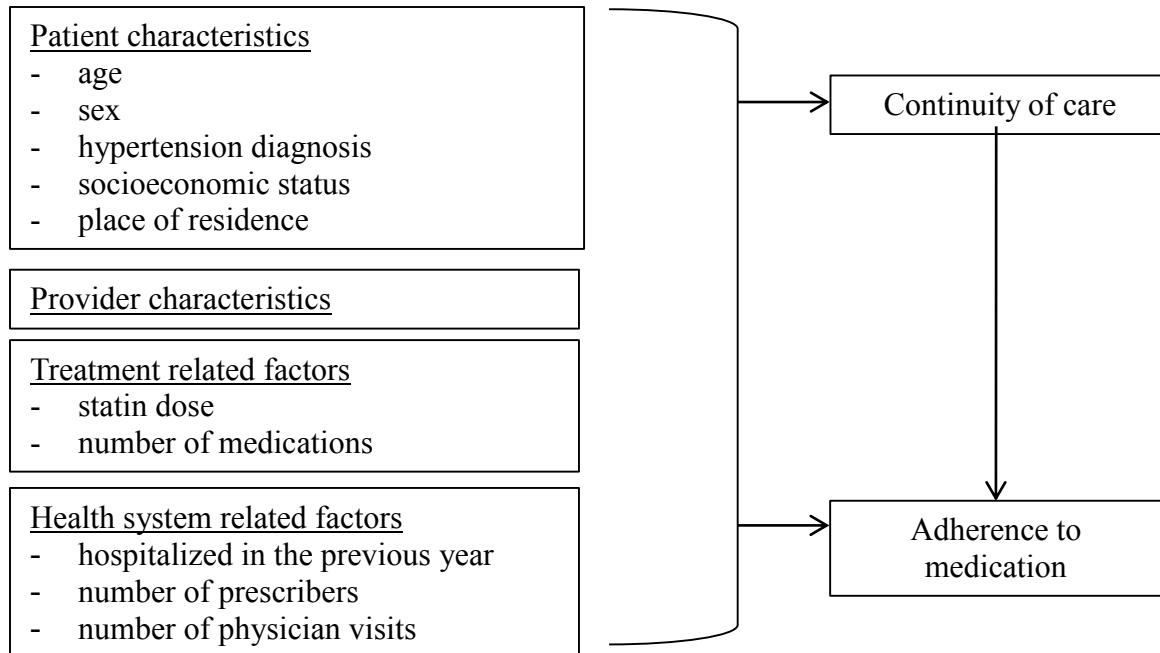 Patient characteristics
- age
- sex
- hypertension diagnosis
- socioeconomic status
- place of residence
Provider characteristics
Treatment related factors
- statin dose
- number of medications
Health system related factors
- hospitalized in the previous year
- number of prescribers
- number of physician visits
Continuity of care
Adherence to
medication